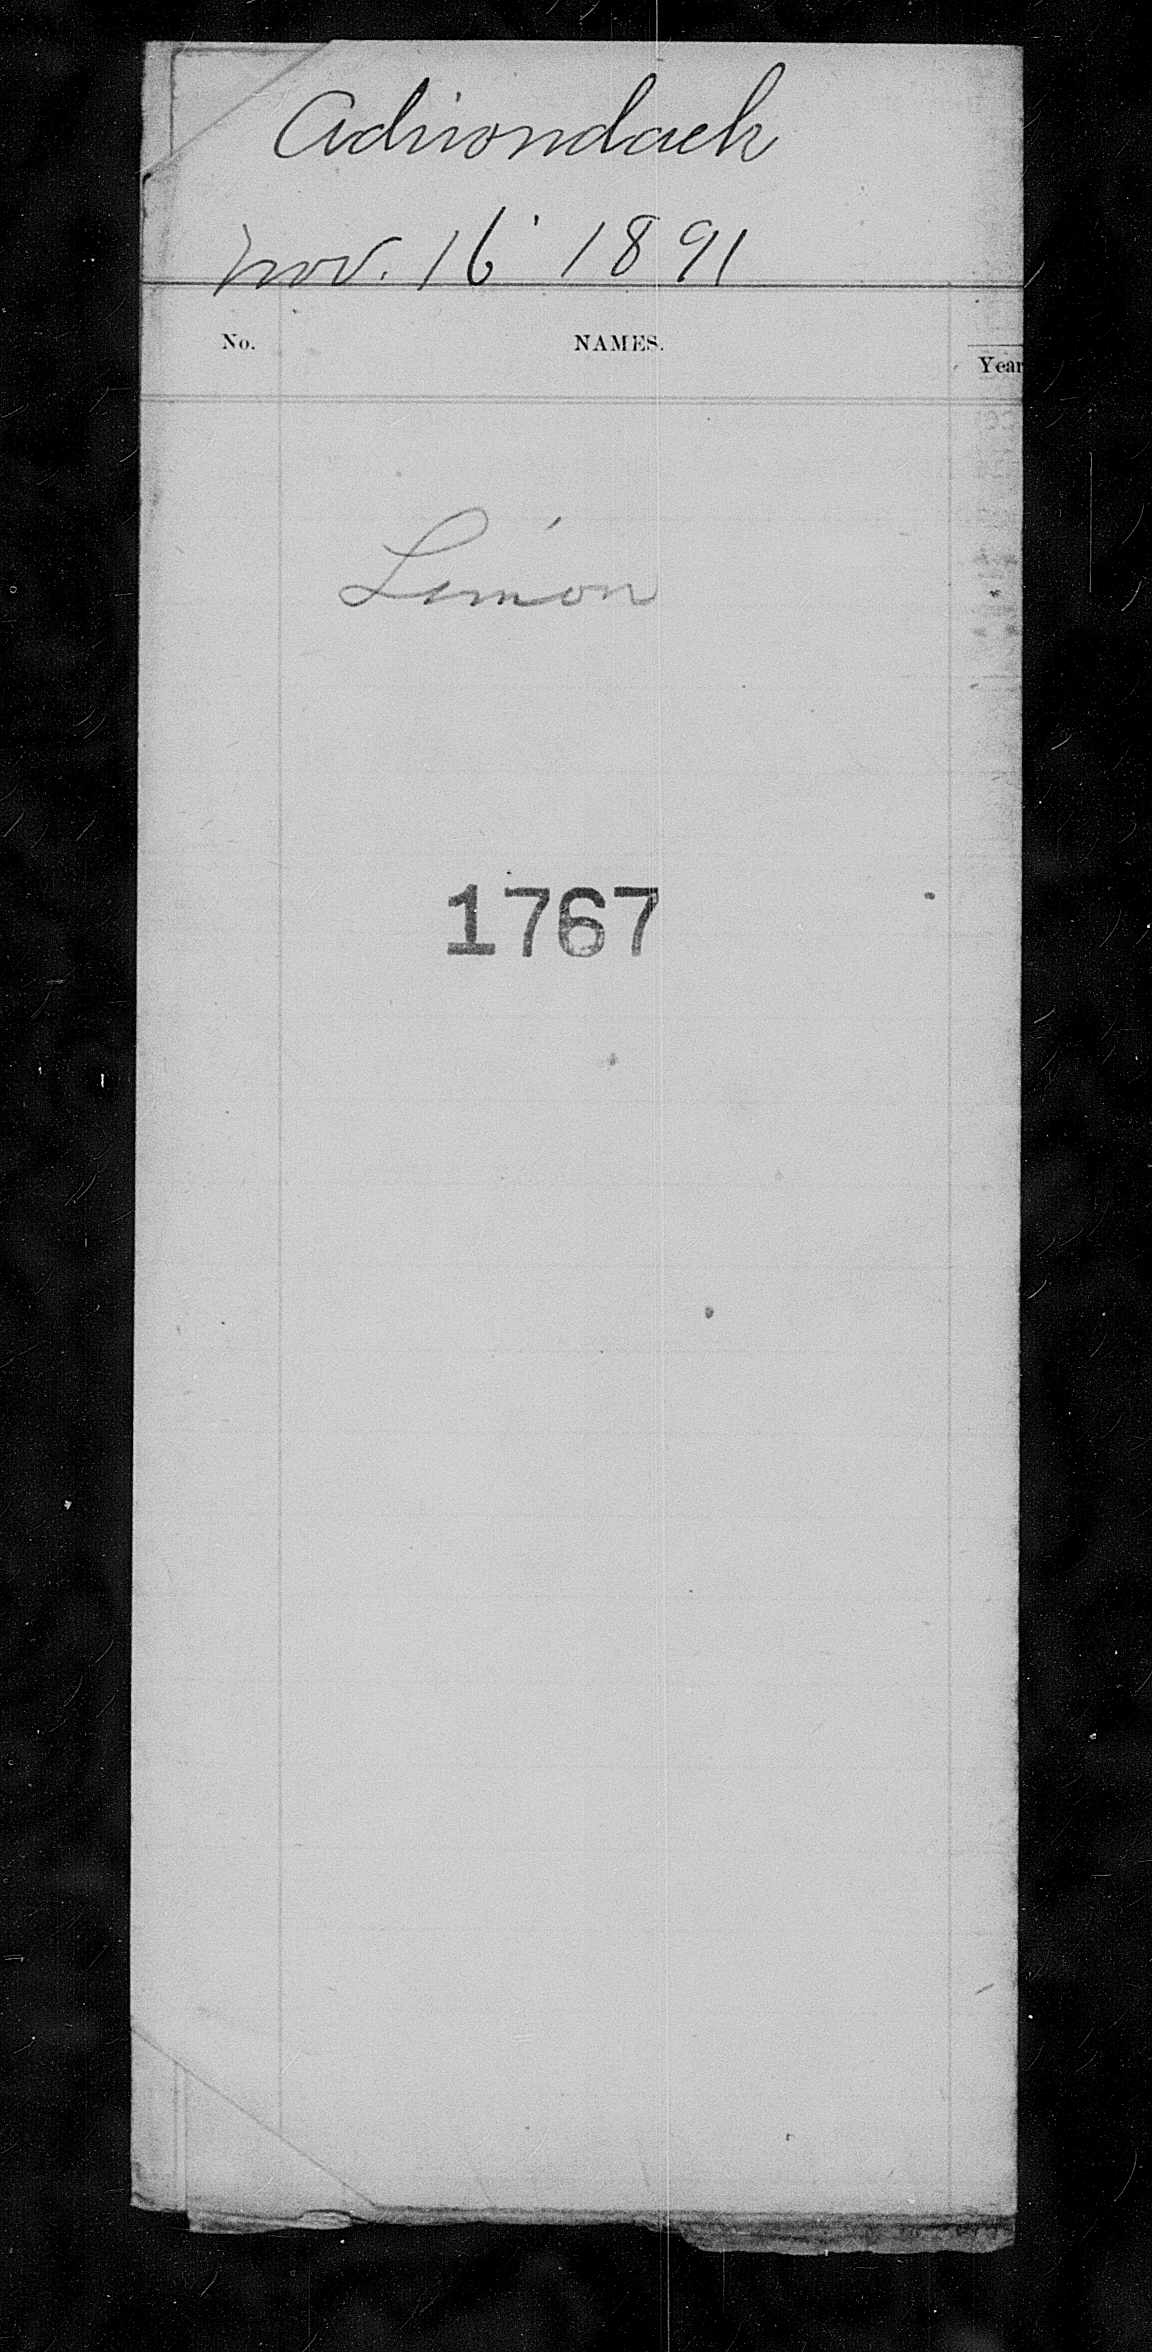 Adirondack
Nov. 16' 1891
No. NAMES. Year
Limon
1767